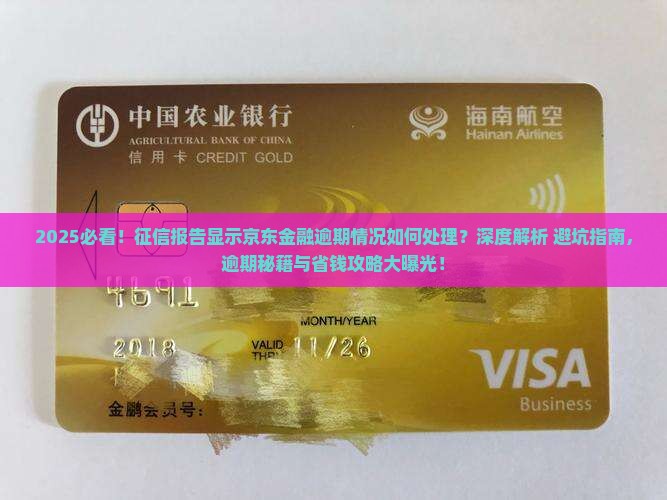 中国农业银行
AGRICULTURAL BANK OF CHINA
信用卡 CREDIT GOLD
海南航空
Hainan Airlines
2025必看！征信报告显示京东金融逾期情况如何处理？深度解析 避坑指南，
逾期秘籍与省钱攻略大曝光！
4691
MONTH/YEAR
2018
VALID
THRU
11/26
VISA
Business
金鹏会员号：